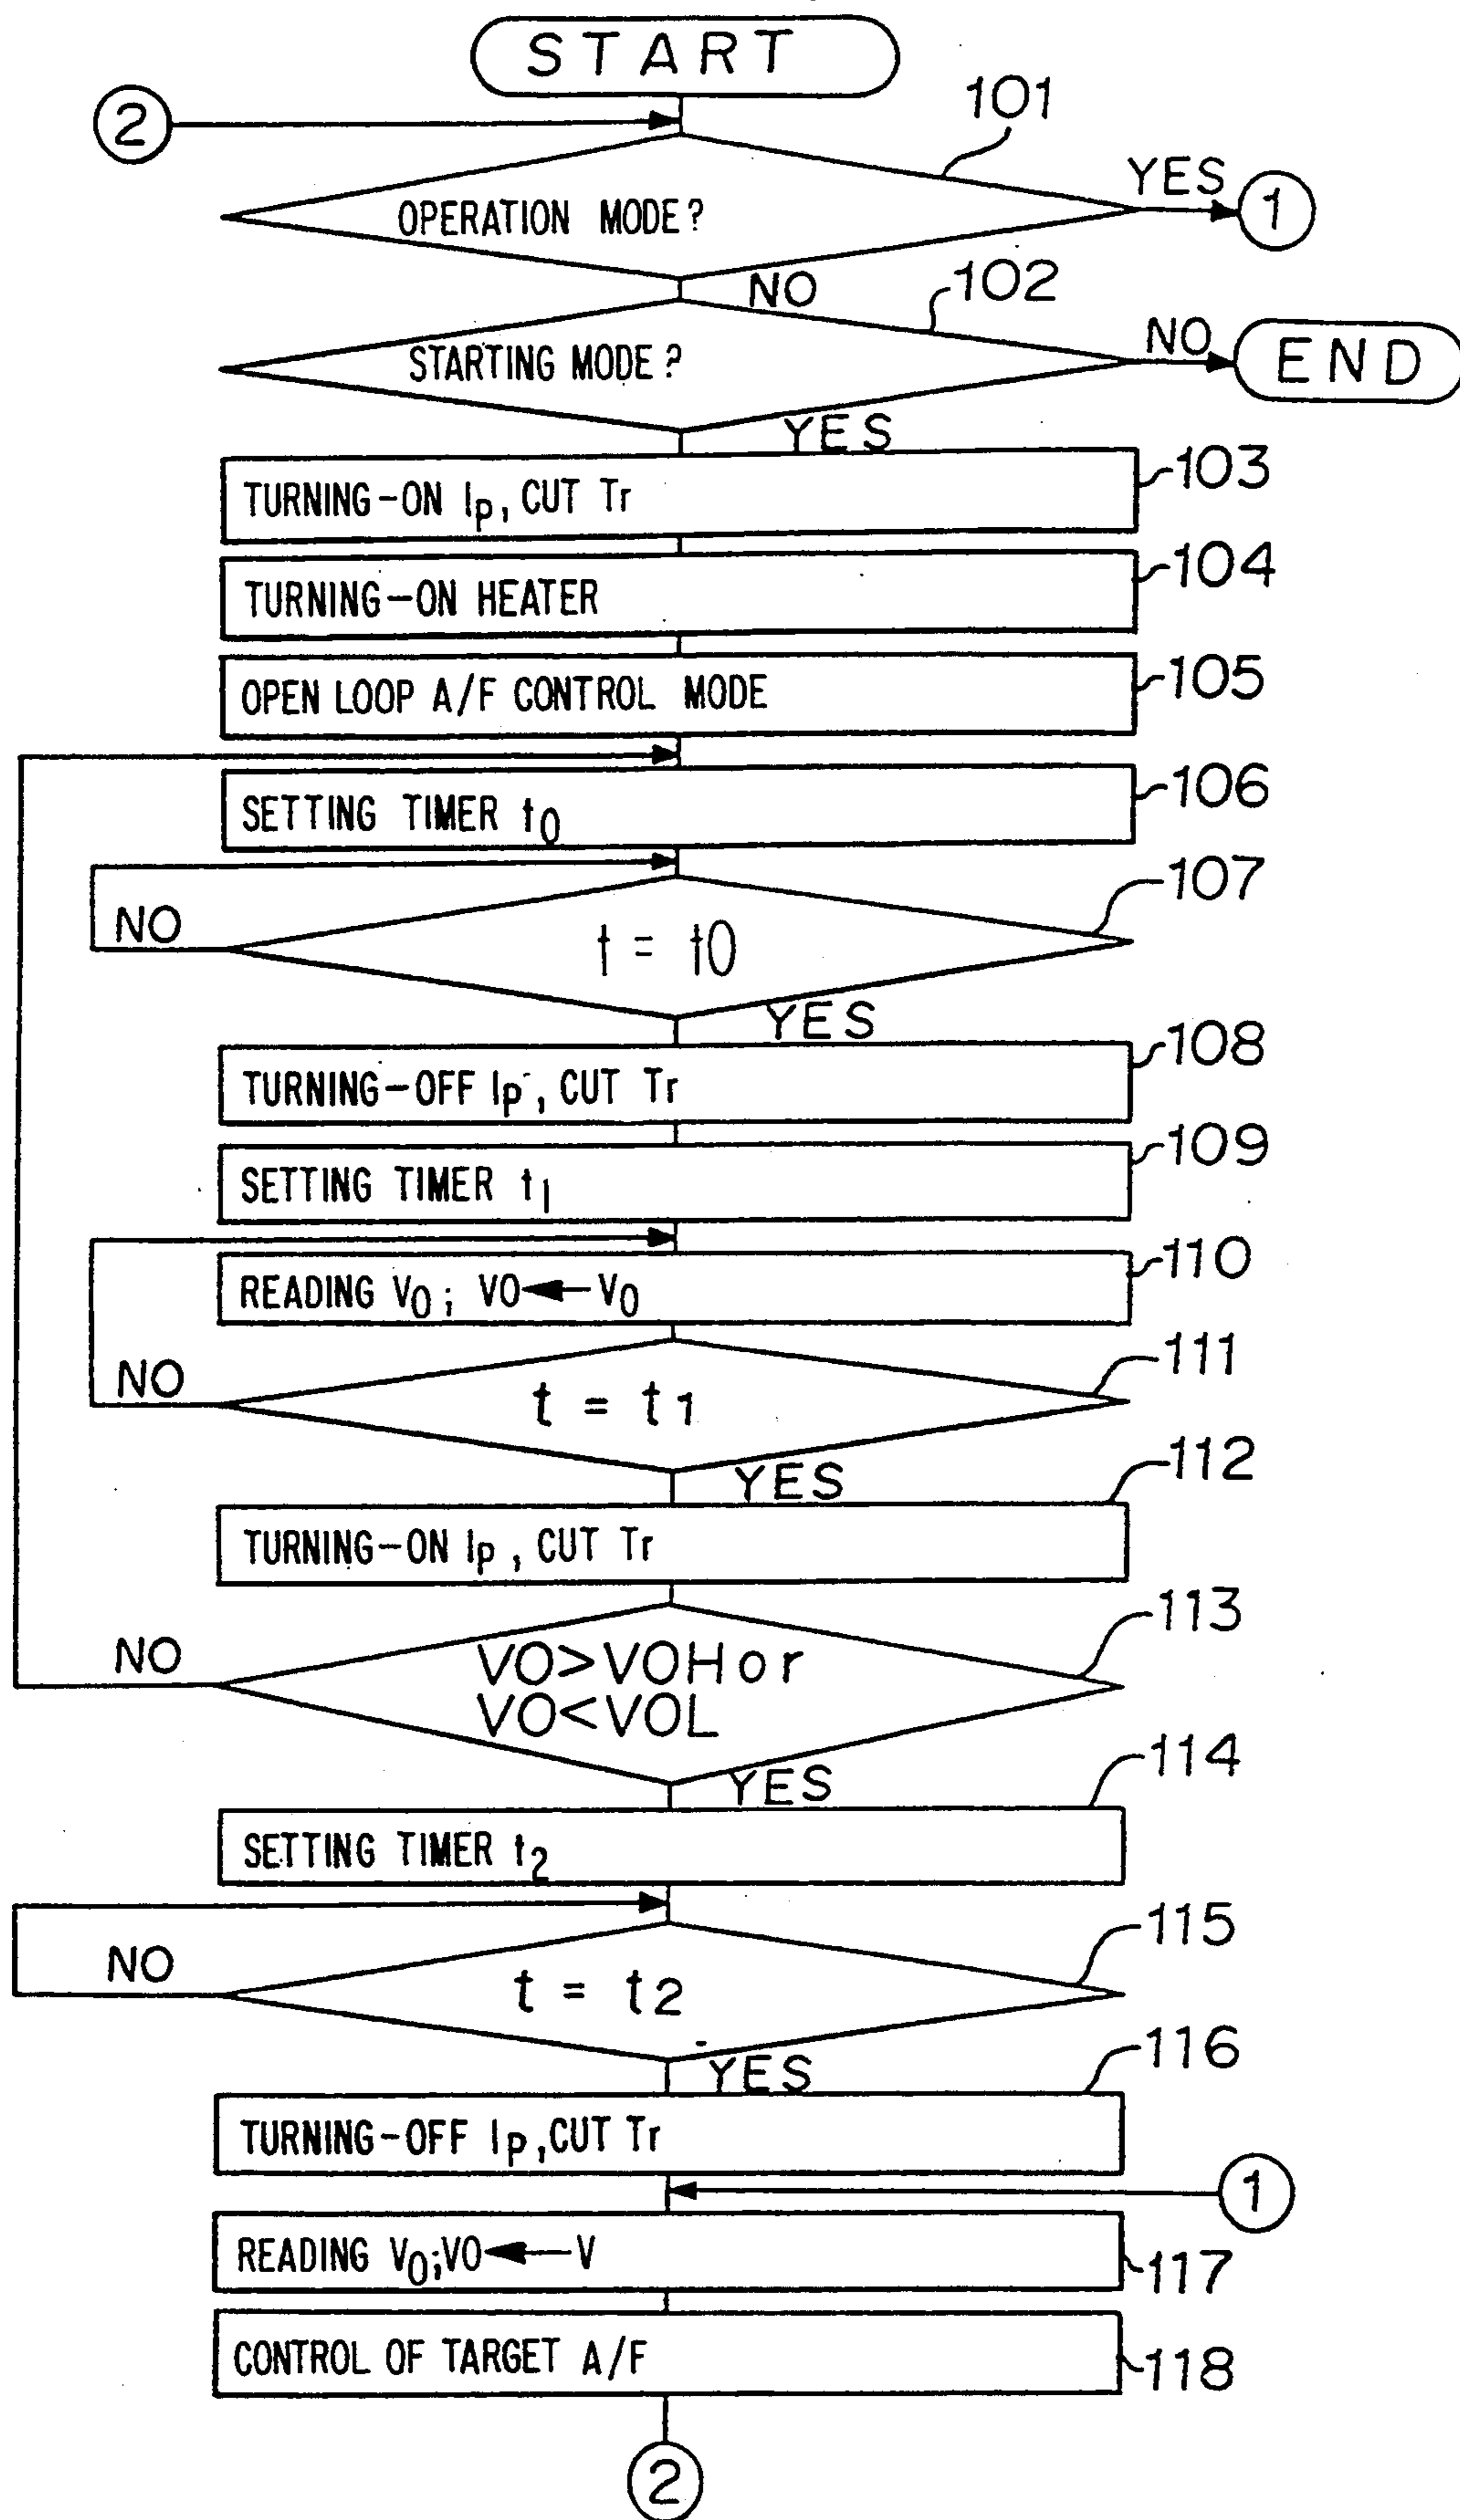 START
2
101
YES
1
OPERATION MODE?
NO
102
STARTING MODE?
NO
END
YES
TURNING-ON Ip, CUT Tr
103
TURNING-ON HEATER
104
OPEN LOOP A/F CONTROL MODE
105
SETTING TIMER t0
106
107
NO
t = t0
YES
TURNING-OFF Ip, CUT Tr
108
SETTING TIMER t1
109
READING V0; VO←V0
110
111
NO
t = t1
YES
112
TURNING-ON Ip, CUT Tr
113
NO
VO>VOH or
VO<VOL
YES
114
SETTING TIMER t2
115
NO
t = t2
YES
116
TURNING-OFF Ip, CUT Tr
1
READING V0;VO←V
117
CONTROL OF TARGET A/F
118
2